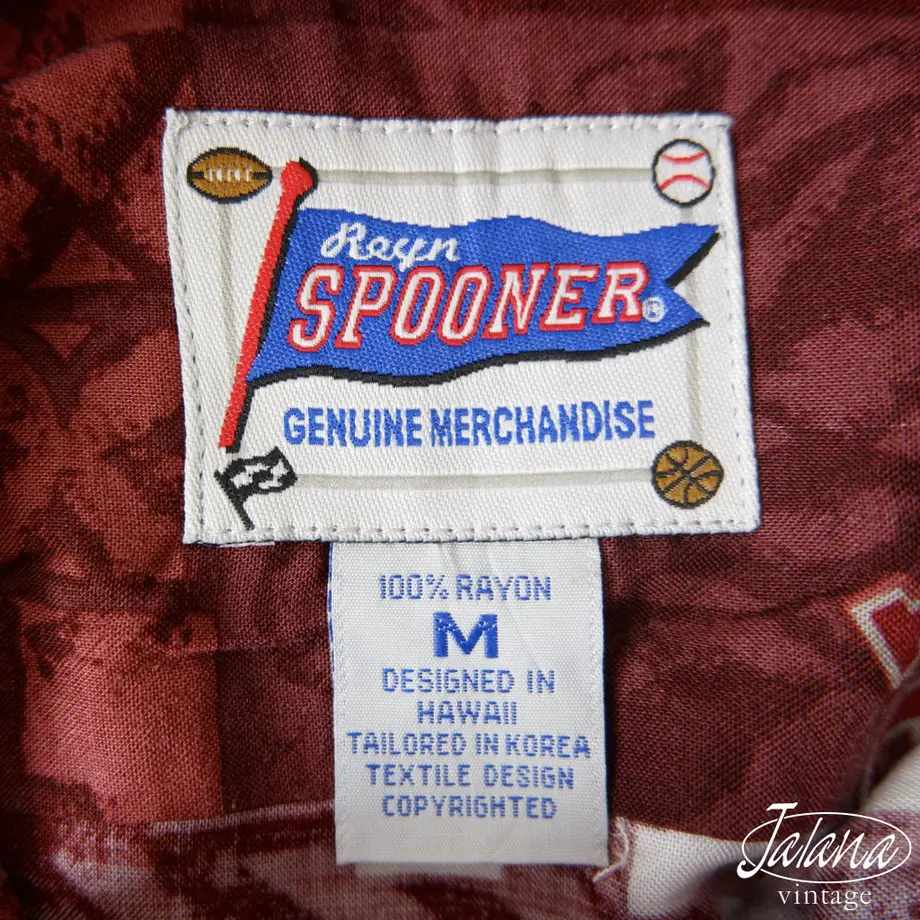 Reyn
SPOONER®
GENUINE MERCHANDISE
100% RAYON
M
DESIGNED IN
HAWAII
TAILORED IN KOREA
TEXTILE DESIGN
COPYRIGHTED
Jalana
vintage